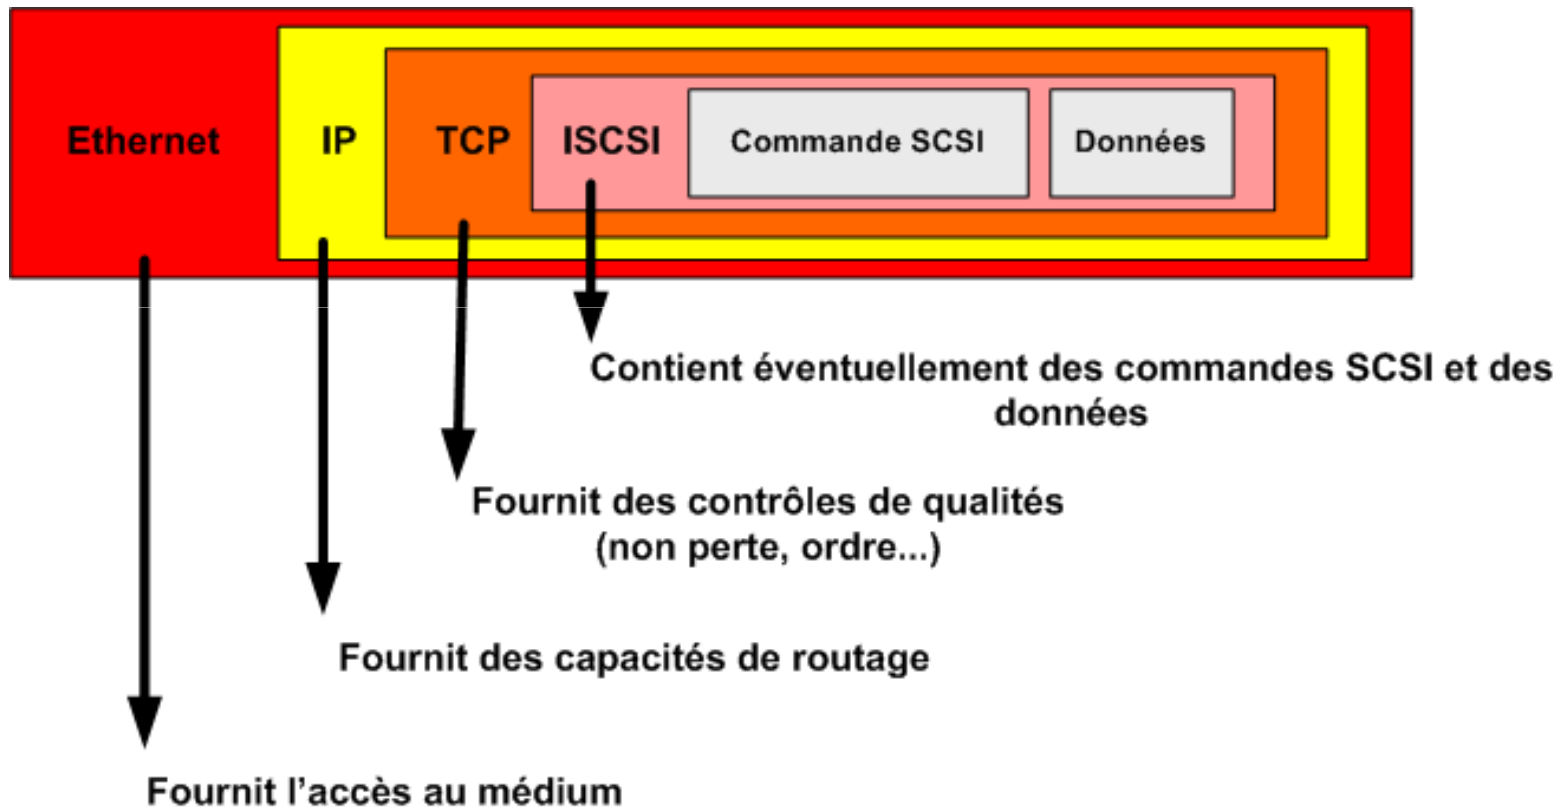 Ethernet
IP
TCP
ISCSI
Commande SCSI
Données
Contient éventuellement des commandes SCSI et des
données
Fournit des contrôles de qualités
(non perte, ordre...)
Fournit des capacités de routage
Fournit l'accès au médium